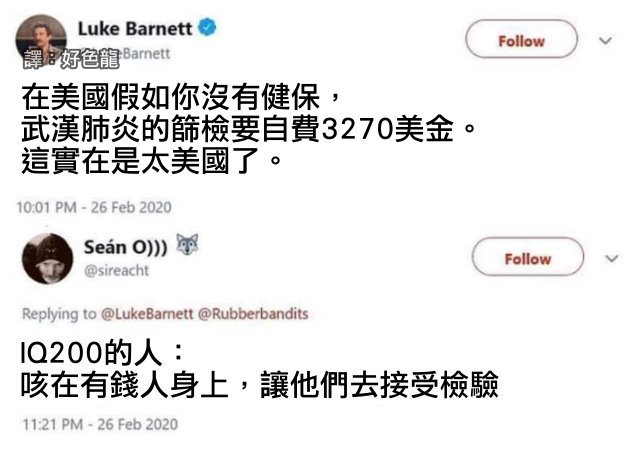 Luke Barnett
Barnett
譯：好色龍
Follow
在美國假如你沒有健保，
武漢肺炎的篩檢要自費3270美金。
這實在是太美國了。
10:01 PM - 26 Feb 2020
Seán O)))
@sireacht
Follow
Replying to @LukeBarnett @Rubberbandits
IQ200的人：
咳在有錢人身上，讓他們去接受檢驗
11:21 PM - 26 Feb 2020